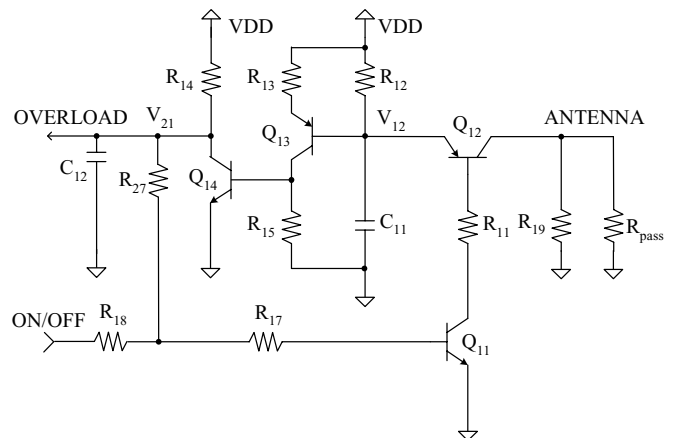 VDD VDD
R14 R13 R12
OVERLOAD V21 V12 Q12 ANTENNA
Q13
C12 R27 Q14
R15 C11 R11 R19 Rpass
ON/OFF R18 R17
Q11